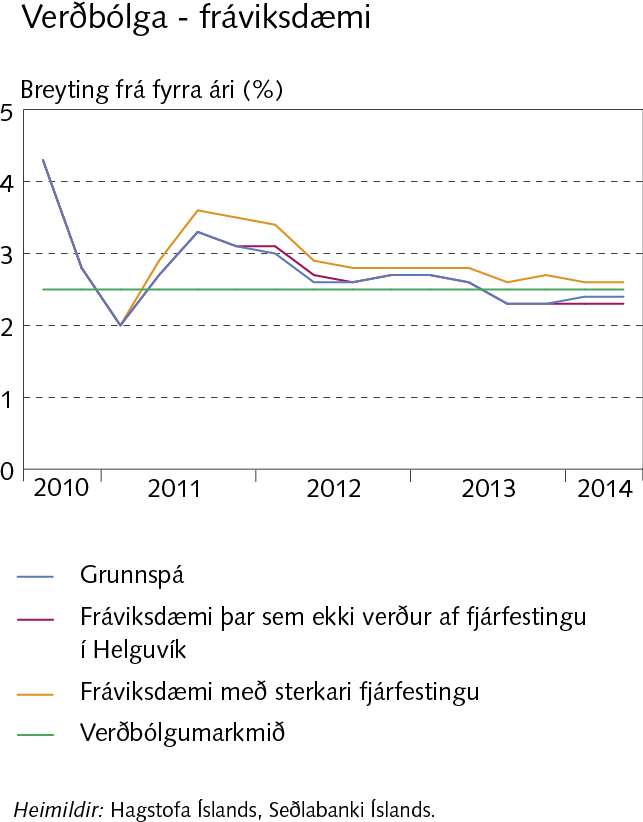 Verðbólga - fráviksdæmi
Breyting frá fyrra ári (%)
5
4
3
2
1
0
2010 2011 2012 2013 2014
Grunnspá
Fráviksdæmi þar sem ekki verður af fjárfestingu
í Helguvík
Fráviksdæmi með sterkari fjárfestingu
Verðbólgumarkmið
Heimildir: Hagstofa Íslands, Seðlabanki Íslands.